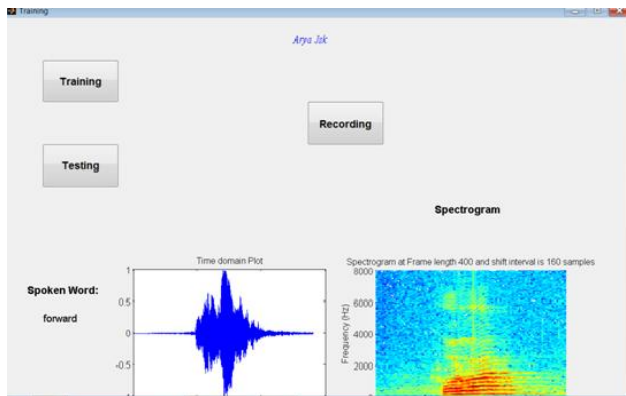 Training
Arya Jsk
Training
Recording
Testing
Spectrogram
Time domain Plot
Spectrogram at Frame length 400 and shift interval is 160 samples
Spoken Word:
forward
1
0.5
0
-0.5
8000
6000
4000
2000
Frequency (Hz)